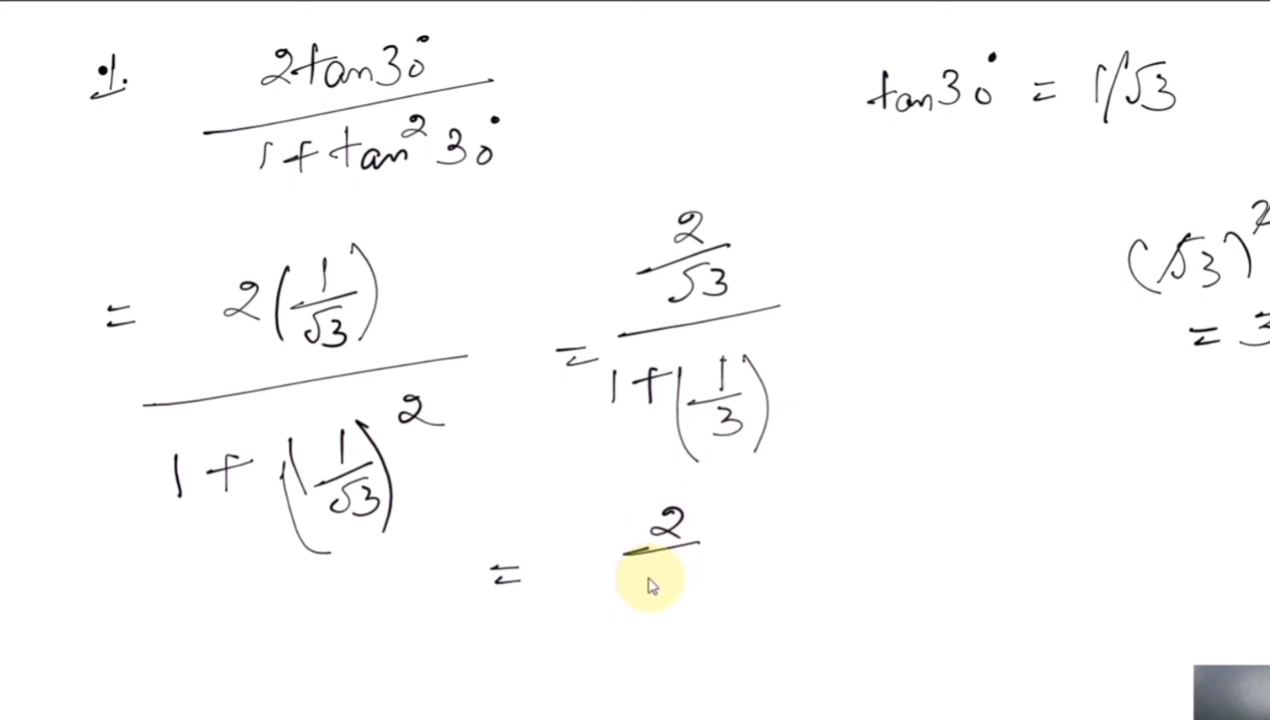 1. 2tan30° / 1+tan²30°
tan30° = 1/√3
= 2(1/√3) / 1+(1/√3)²
= 2/√3 / 1+(1/3)
(√3)²
= 3
= 2